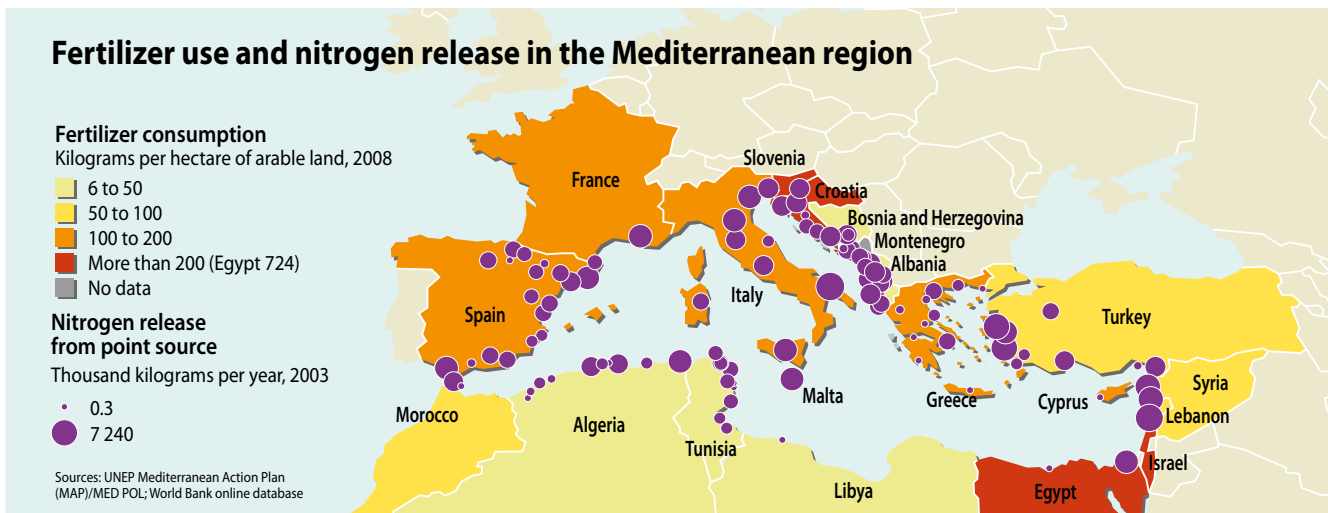 Fertilizer use and nitrogen release in the Mediterranean region
Fertilizer consumption
Kilograms per hectare of arable land, 2008
6 to 50
50 to 100
100 to 200
More than 200 (Egypt 724)
No data
Nitrogen release
from point source
Thousand kilograms per year, 2003
0.3
7 240
Sources: UNEP Mediterranean Action Plan
(MAP)/MED POL; World Bank online database
Slovenia
France
Croatia
Bosnia and Herzegovina
Montenegro
Albania
Italy
Spain
Turkey
Syria
Malta
Greece
Cyprus
Lebanon
Morocco
Algeria
Tunisia
Israel
Libya
Egypt